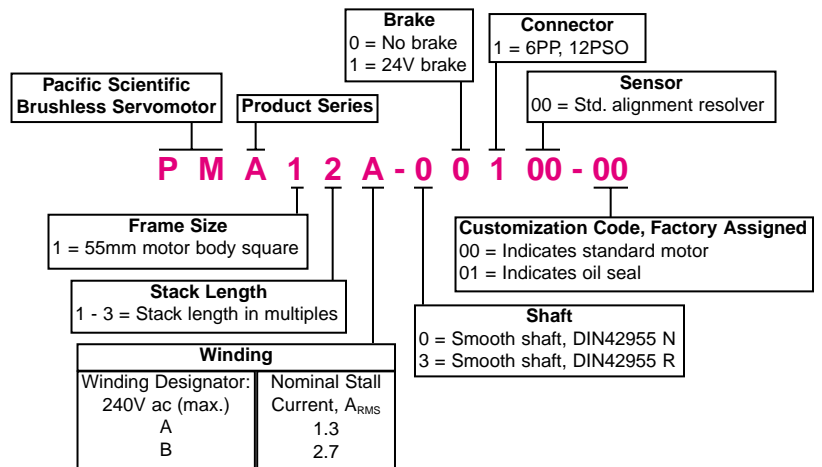 Brake
0 = No brake
1 = 24V brake
Connector
1 = 6PP, 12PSO
Pacific Scientific
Brushless Servomotor
Product Series
Sensor
00 = Std. alignment resolver
P M A 1 2 A - 0 0 1 00 - 00
Frame Size
1 = 55mm motor body square
Customization Code, Factory Assigned
00 = Indicates standard motor
01 = Indicates oil seal
Stack Length
1 - 3 = Stack length in multiples
Shaft
0 = Smooth shaft, DIN42955 N
3 = Smooth shaft, DIN42955 R
Winding
Winding Designator: Nominal Stall
240V ac (max.) Current, ARMS
A 1.3
B 2.7